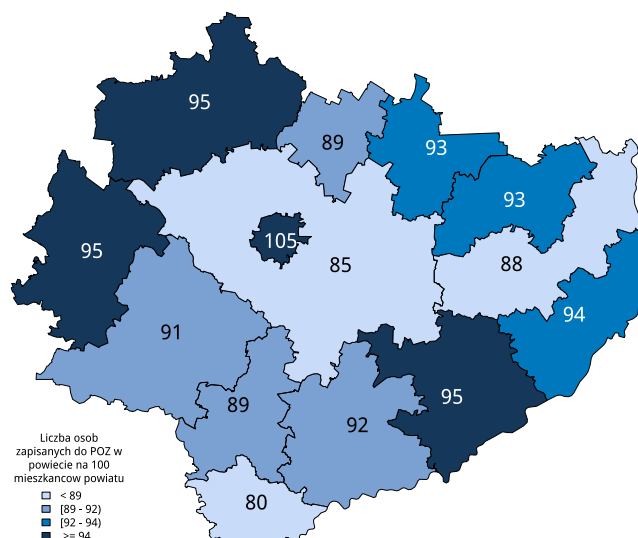 95
89
93
93
105
95
85
88
94
91
95
89
92
80
Liczba osob
zapisanych do POZ w
powiecie na 100
mieszkancow powiatu
< 89
[89 - 92)
[92 - 94)
>= 94